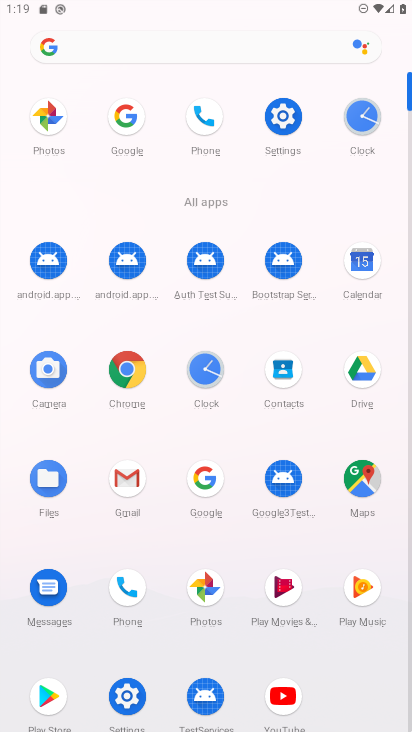 1:19
Photos
Google
Phone
Settings
Clock
All apps
android.app...
android.app...
Auth Test Su...
Bootstrap Ser...
Calendar
15
Camera
Chrome
Clock
Contacts
Drive
Files
Gmail
Google
Google3Test...
Maps
Messages
Phone
Photos
Play Movies &...
Play Music
Play Store
Settings
TestServices
YouTube